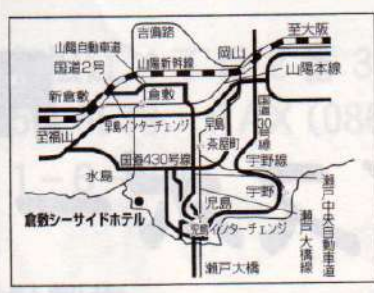 吉備路
至大阪
岡山
山陽自動車道
山陽新幹線
国道2号
山陽本線
新倉敷
倉敷
国道30号線
至福山
早島インターチェンジ
早島
茶屋町
国道430号線
宇野線
水島
宇野
児島
倉敷シーサイドホテル
児島インターチェンジ
瀬戸中央自動車道
瀬戸大橋線
瀬戸大橋